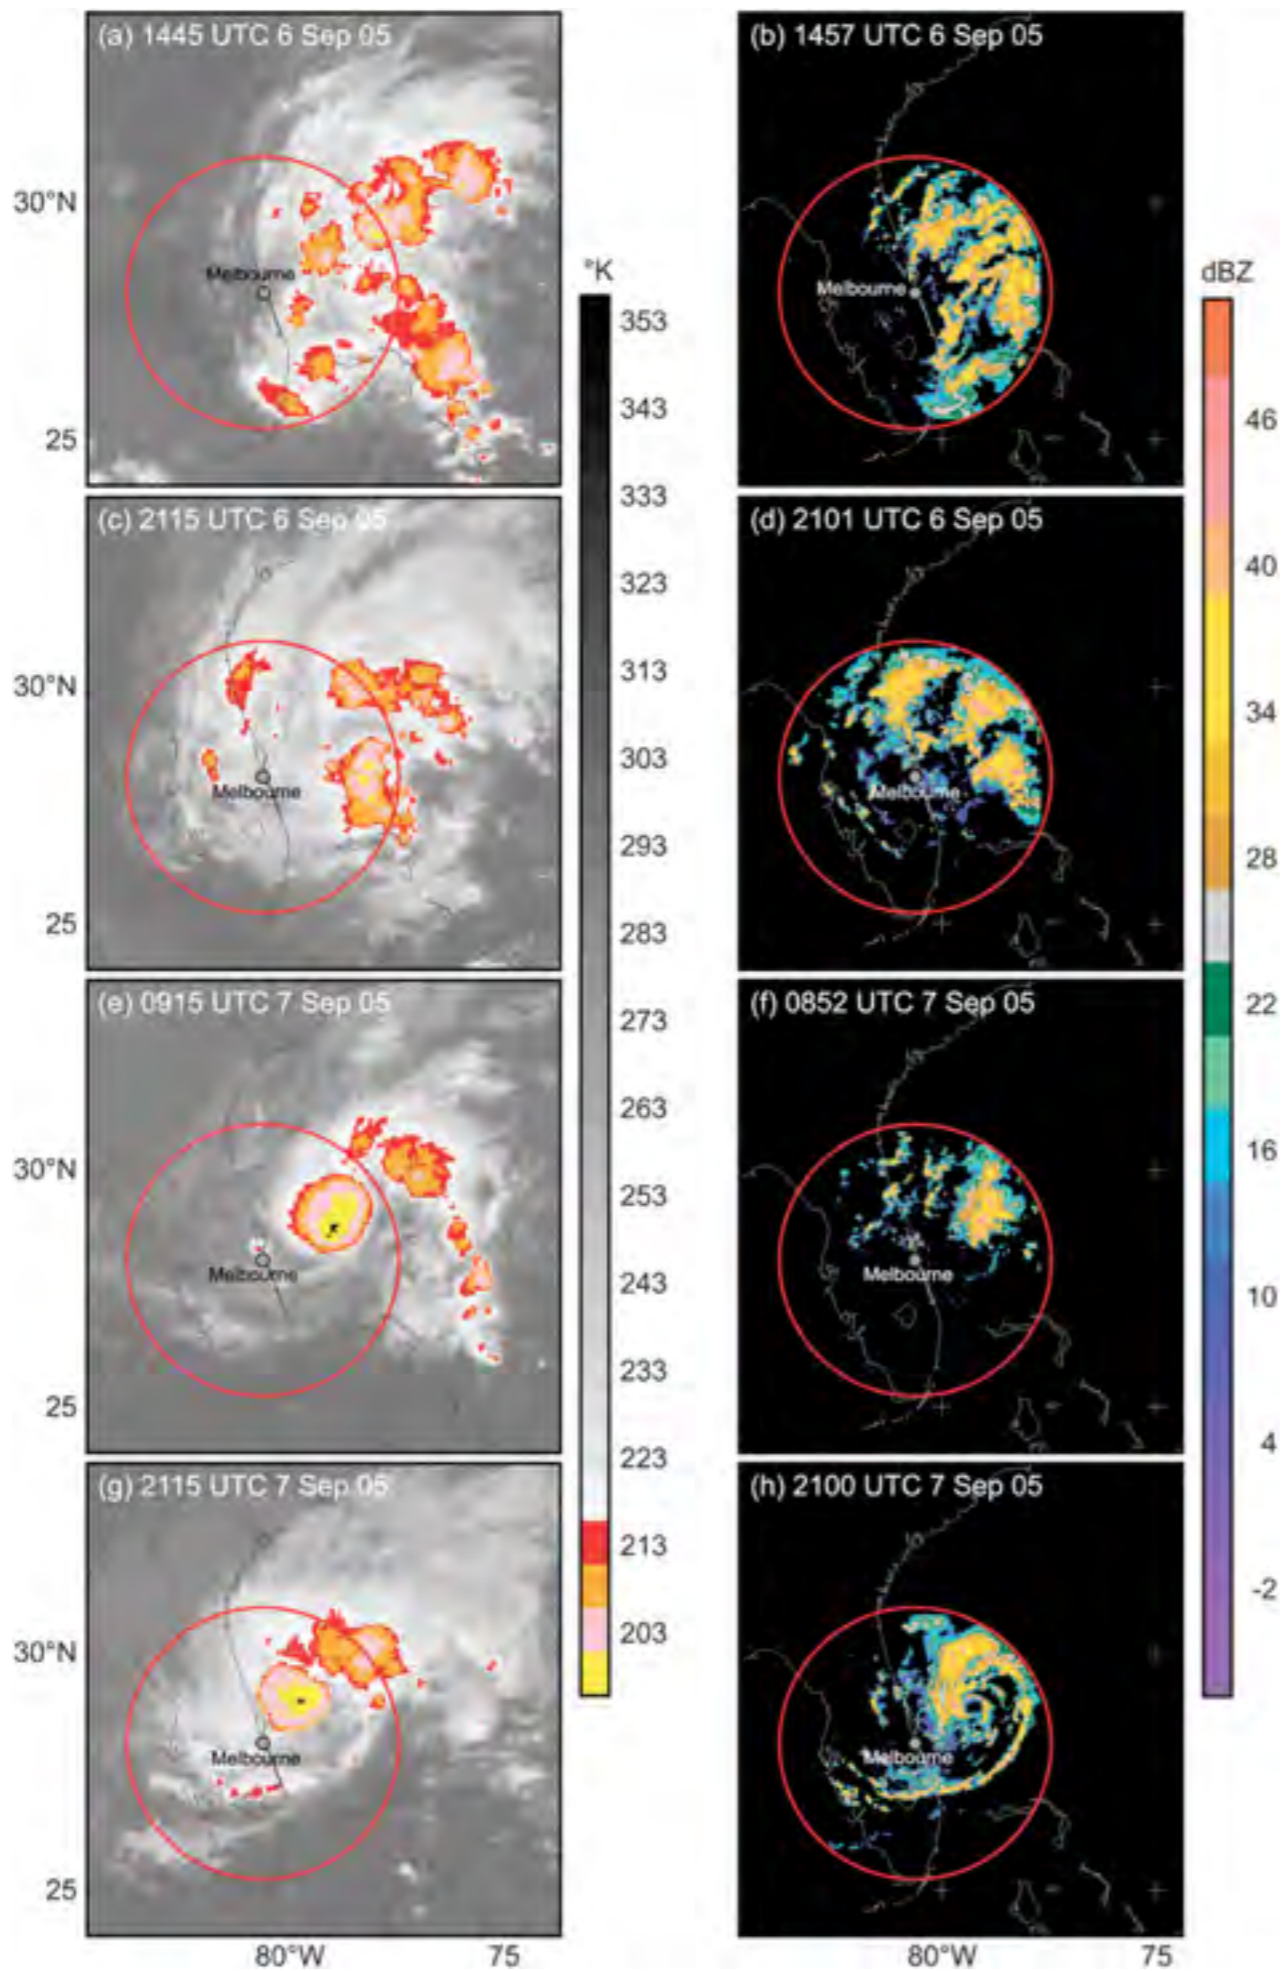 (a) 1445 UTC 6 Sep 05
(b) 1457 UTC 6 Sep 05
30°N
25
Melbourne
Melbourne
(c) 2115 UTC 6 Sep 05
(d) 2101 UTC 6 Sep 05
30°N
25
Melbourne
Melbourne
(e) 0915 UTC 7 Sep 05
(f) 0852 UTC 7 Sep 05
30°N
25
Melbourne
Melbourne
(g) 2115 UTC 7 Sep 05
(h) 2100 UTC 7 Sep 05
30°N
25
Melbourne
Melbourne
80°W
75
80°W
75
°K
353
343
333
323
313
303
293
283
273
263
253
243
233
223
213
203
dBZ
46
40
34
28
22
16
10
4
-2